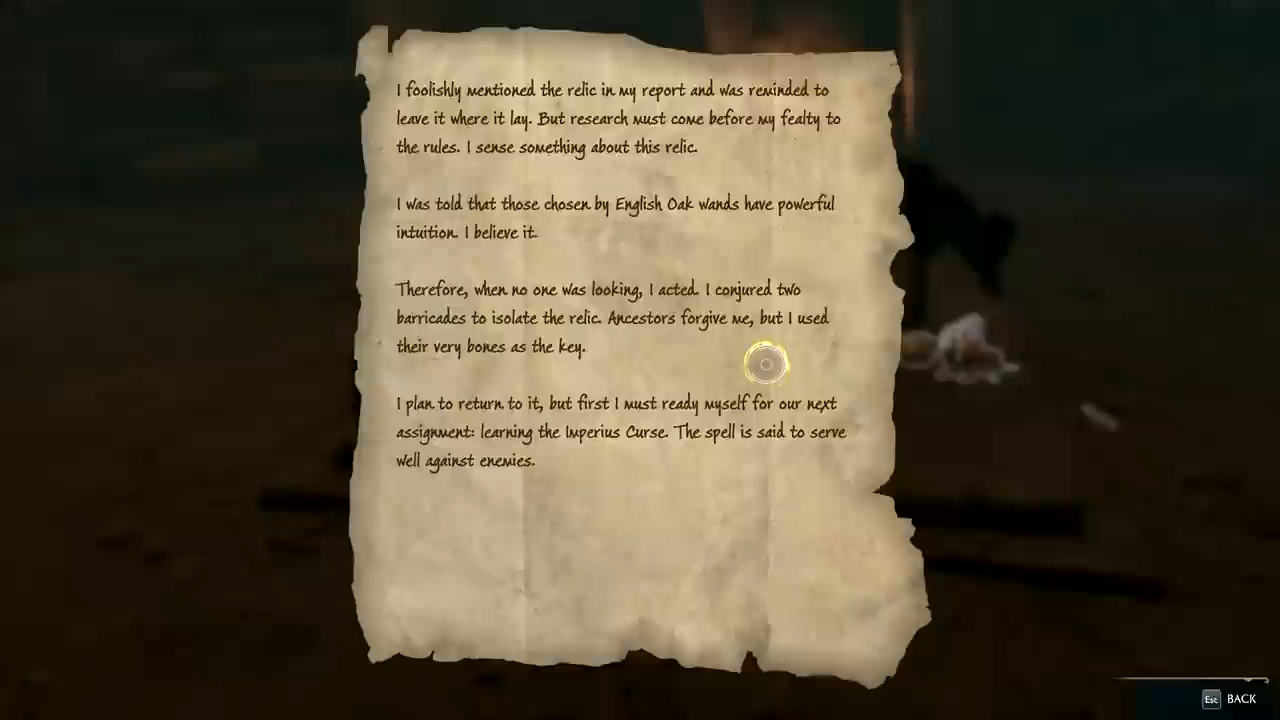 I foolishly mentioned the relic in my report and was reminded to
leave it where it lay. But research must come before my fealty to
the rules. I sense something about this relic.
I was told that those chosen by English Oak wands have powerful
intuition. I believe it.
Therefore, when no one was looking, I acted. I conjured two
barricades to isolate the relic. Ancestors forgive me, but I used
their very bones as the key.
I plan to return to it, but first I must ready myself for our next
assignment: learning the Imperius Curse. The spell is said to serve
well against enemies.
Esc BACK